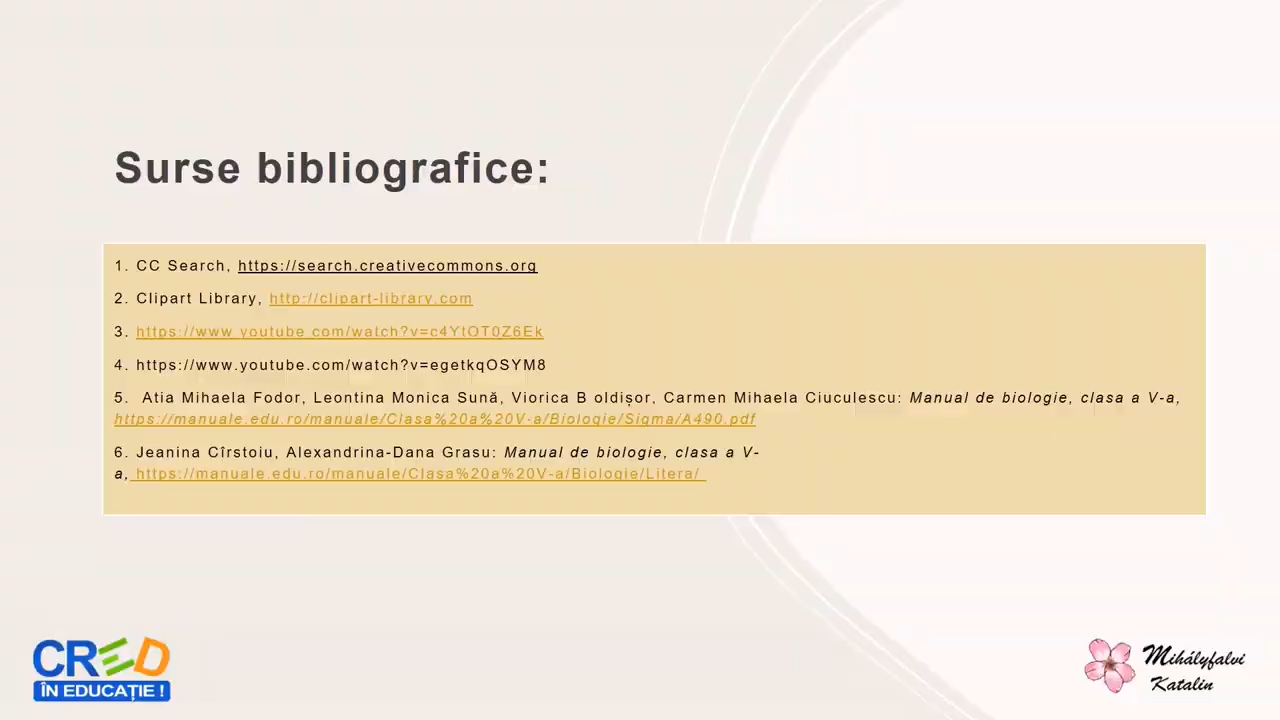 Surse bibliografice:
1. CC Search, https://search.creativecommons.org
2. Clipart Library, http://clipart-library.com
3. https://www.youtube.com/watch?v=c4YtOT0Z6Ek
4. https://www.youtube.com/watch?v=egetkqOSYM8
5. Atia Mihaela Fodor, Leontina Monica Sună, Viorica B oldișor, Carmen Mihaela Ciuculescu: Manual de biologie, clasa a V-a,
https://manuale.edu.ro/manuale/Clasa%20a%20V-a/Biologie/Sigma/A490.pdf
6. Jeanina Cîrstoiu, Alexandrina-Dana Grasu: Manual de biologie, clasa a V-
a, https://manuale.edu.ro/manuale/Clasa%20a%20V-a/Biologie/Litera/
CRED
ÎN EDUCAȚIE !
Mihályfalvi
Katalin